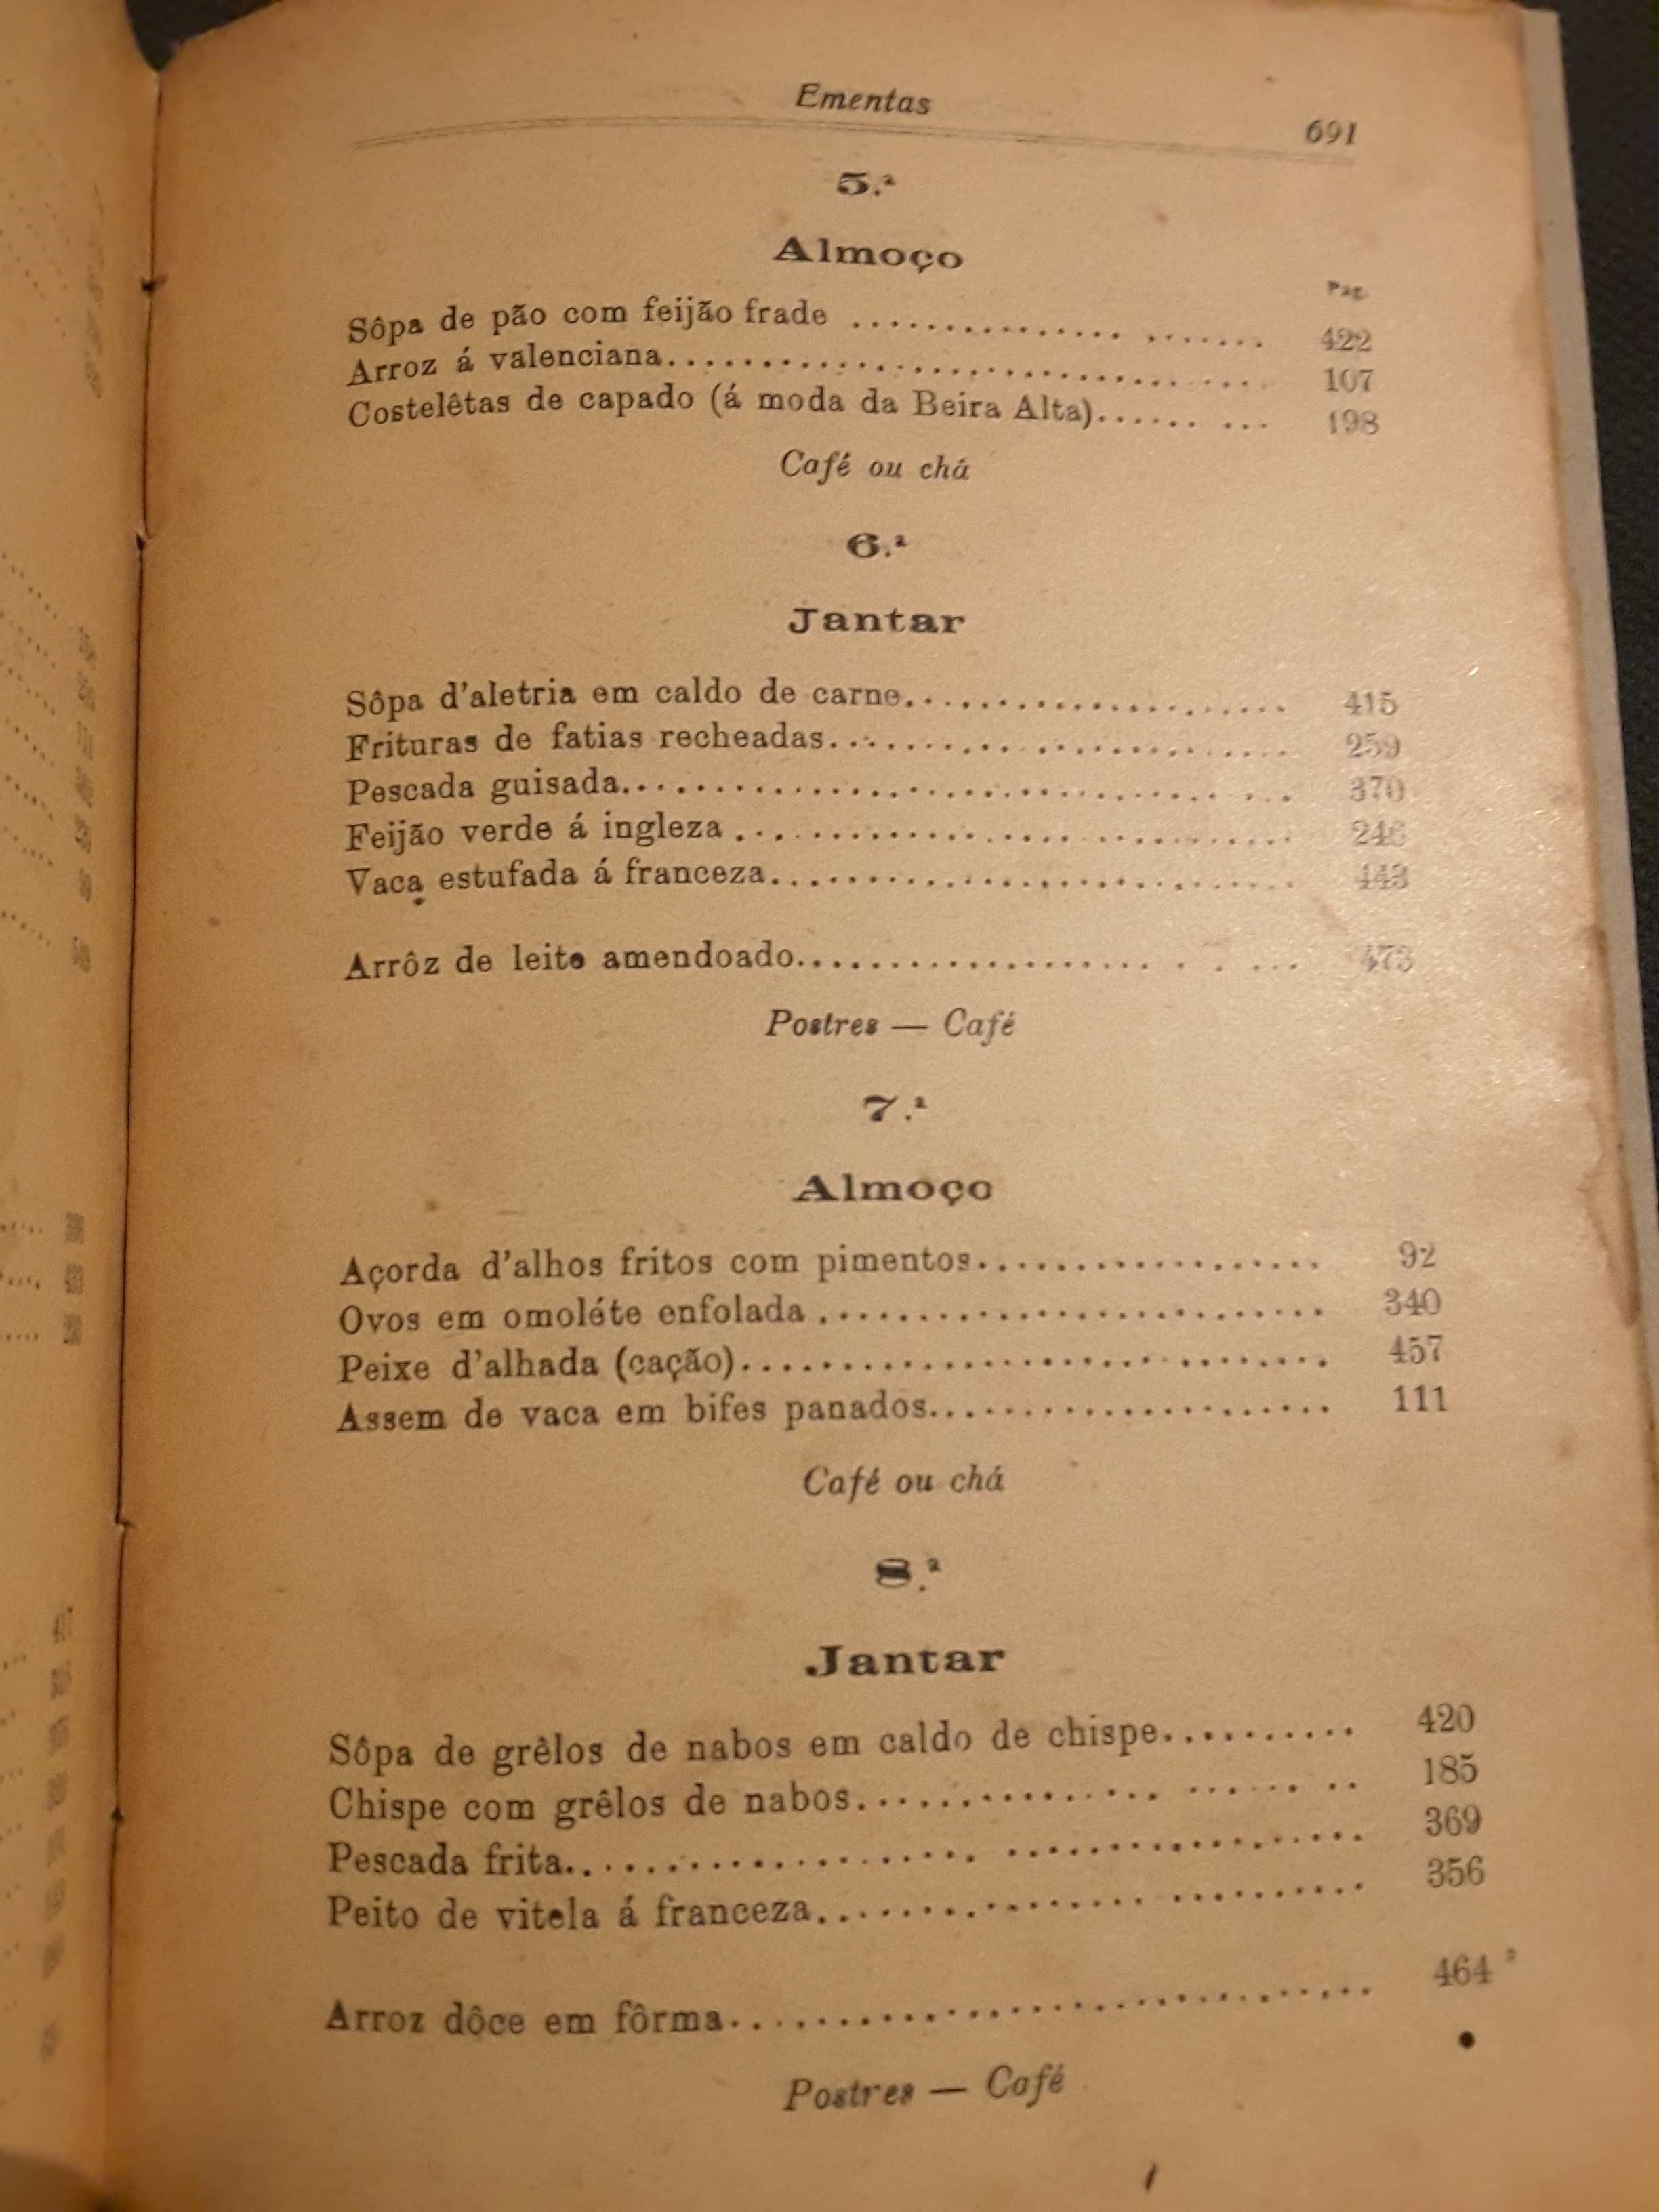 Ementas
691
5.ª
Almoço
Pag.
Sôpa de pão com feijão frade ...................... 422
Arroz á valenciana................................. 107
Costelêtas de capado (á moda da Beira Alta)...... ... 198
Café ou chá
6.ª
Jantar
Sôpa d'aletria em caldo de carne..................... 415
Frituras de fatias recheadas......................... 259
Pescada guisada................................. ... 370
Feijão verde á ingleza ..............................
Vaca estufada á franceza............................. 443
Arrôz de leite amendoado................... . . ... 473
Postres — Café
7.ª
Almoço
Açorda d'alhos fritos com pimentos................... 92
Ovos em omoléte enfolada ............................ 340
Peixe d'alhada (cação)............................... 457
Assem de vaca em bifes panados...................... 111
Café ou chá
8.ª
Jantar
Sôpa de grêlos de nabos em caldo de chispe.......... 420
Chispe com grêlos de nabos............... ...... .. 185
Pescada frita..................... ................... 369
Peito de vitela á franceza.................. .......... 356
Arroz dôce em fôrma................................. 464
Postres — Café